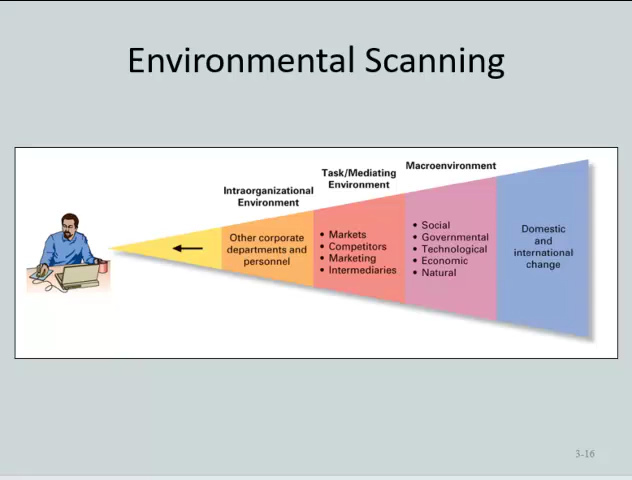 Environmental Scanning
Intraorganizational
Environment
Task/Mediating
Environment
Macroenvironment
Other corporate
departments and
personnel
• Markets
• Competitors
• Marketing
• Intermediaries
• Social
• Governmental
• Technological
• Economic
• Natural
Domestic
and
international
change
3-16